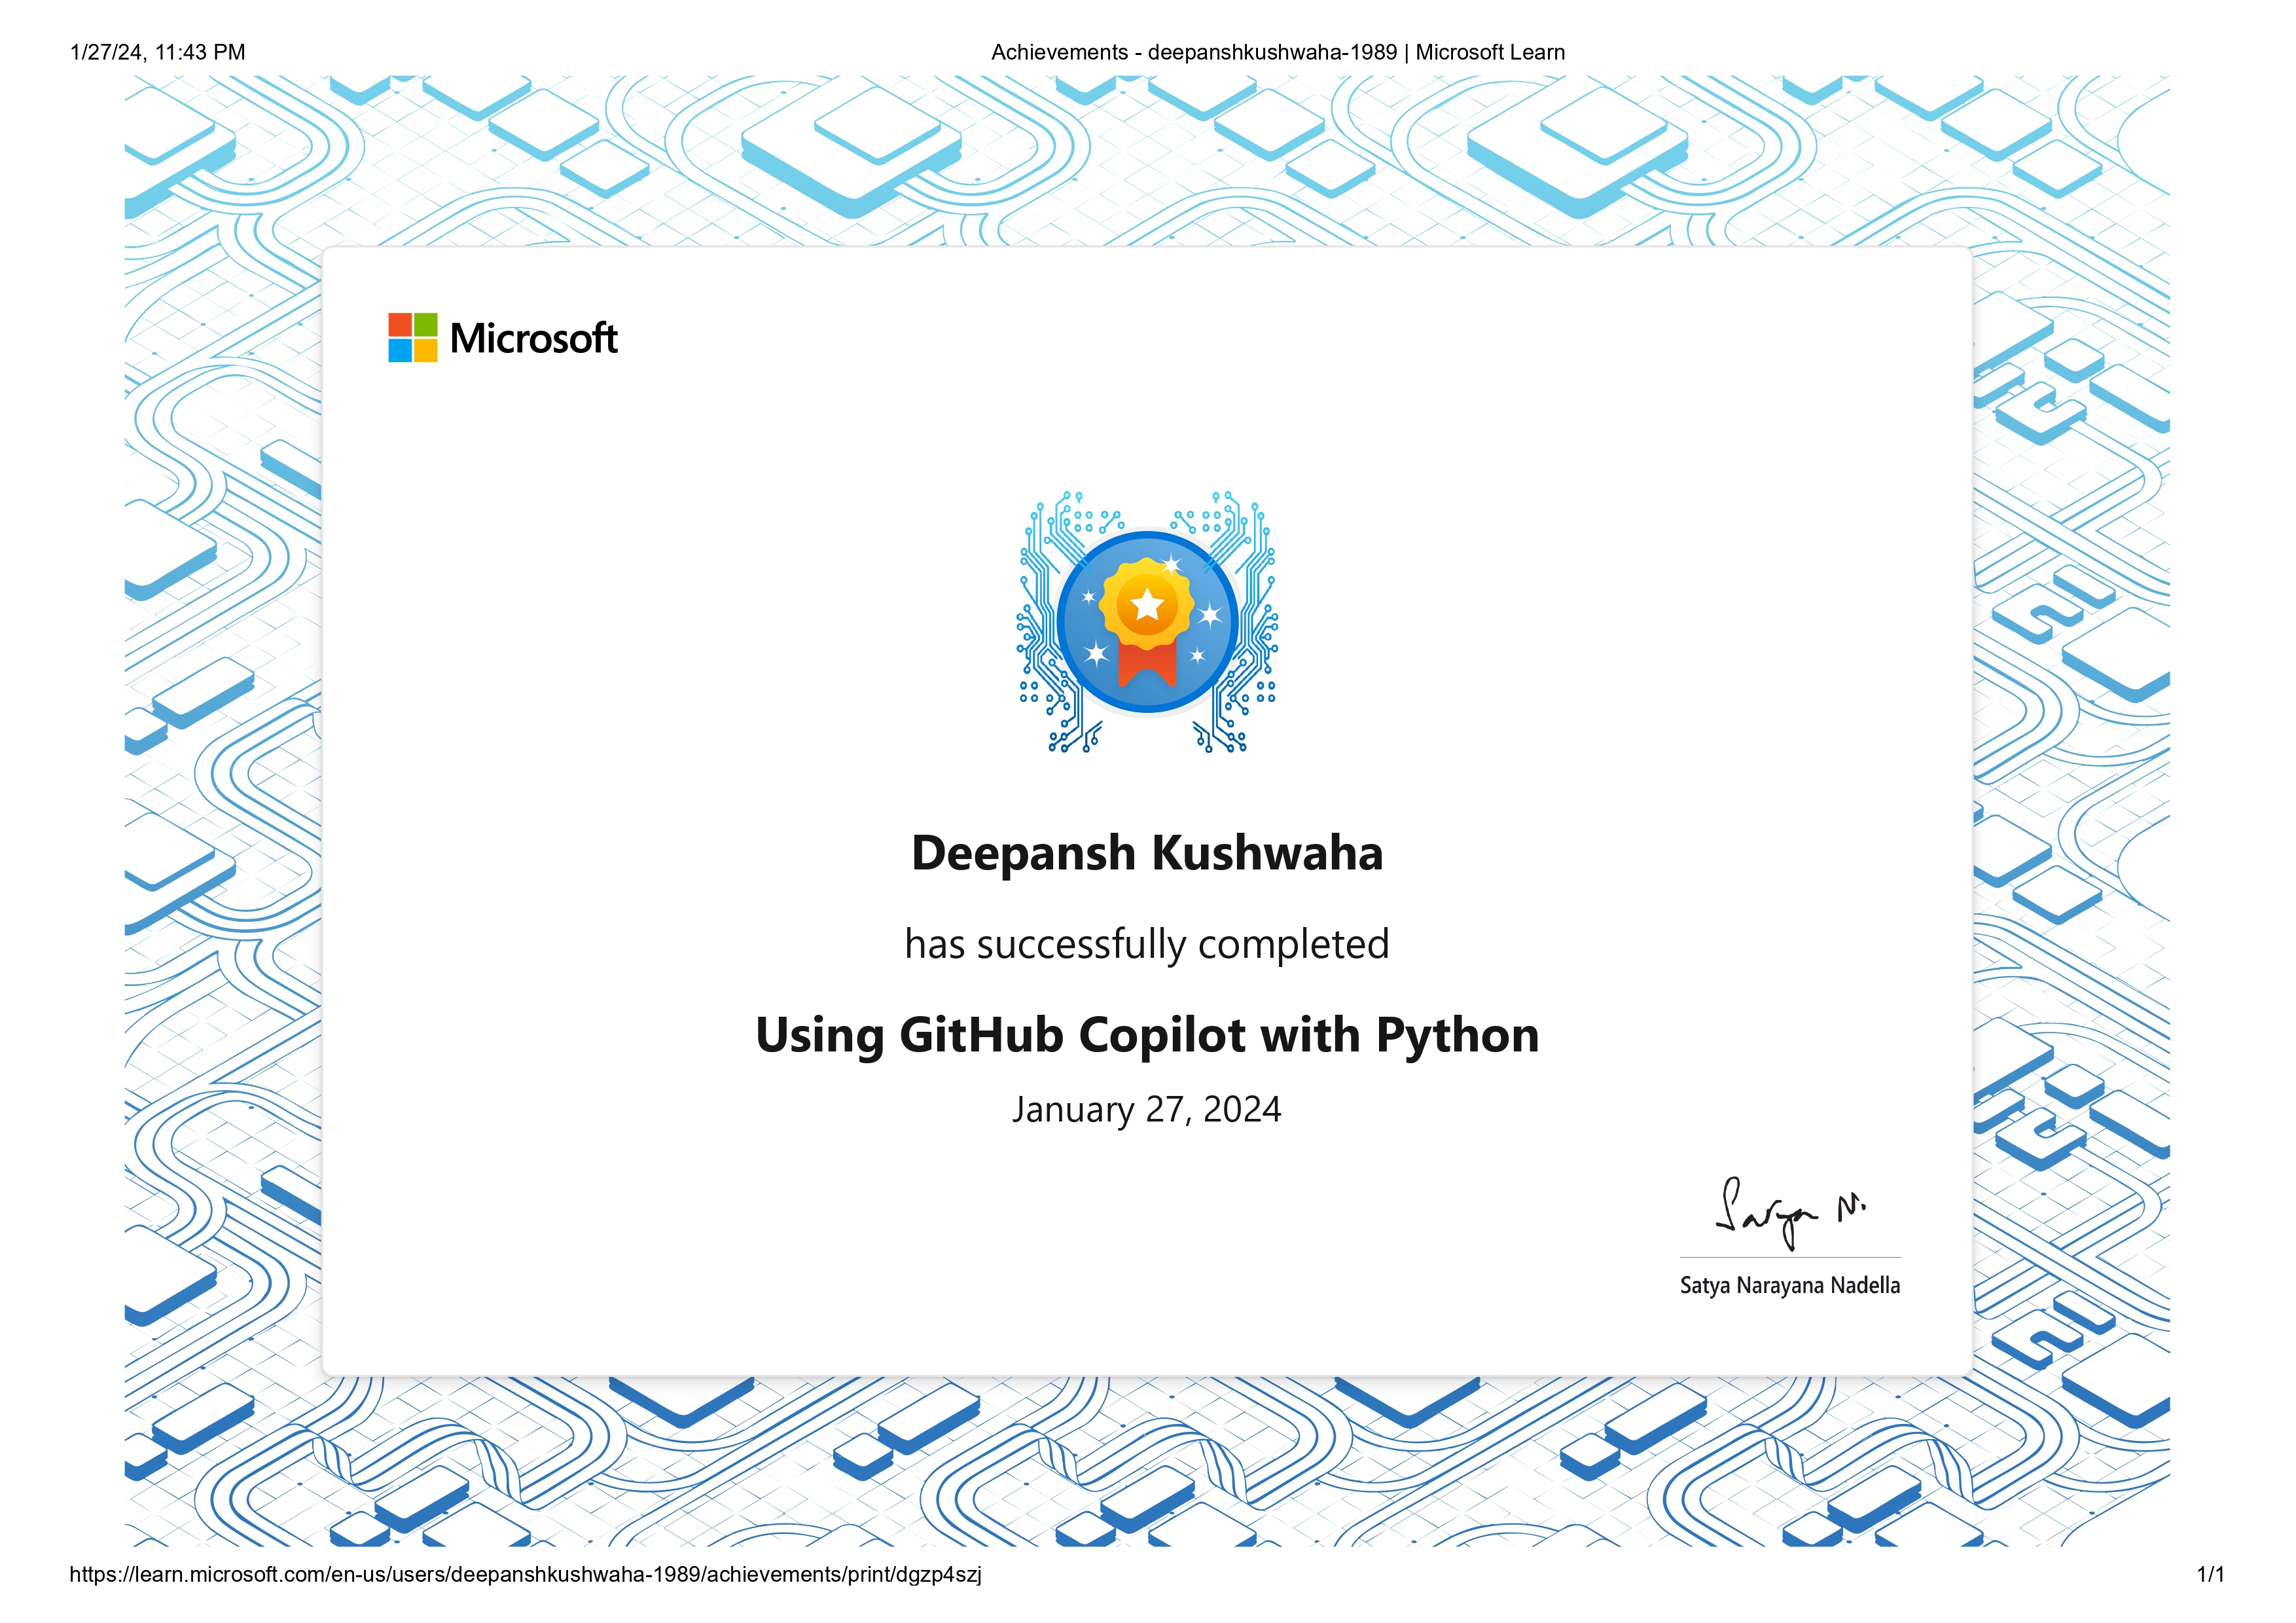 1/27/24, 11:43 PM
Achievements - deepanshkushwaha-1989 | Microsoft Learn
Microsoft
Deepansh Kushwaha
has successfully completed
Using GitHub Copilot with Python
January 27, 2024
Satya N.
Satya Narayana Nadella
https://learn.microsoft.com/en-us/users/deepanshkushwaha-1989/achievements/print/dgzp4szj
1/1